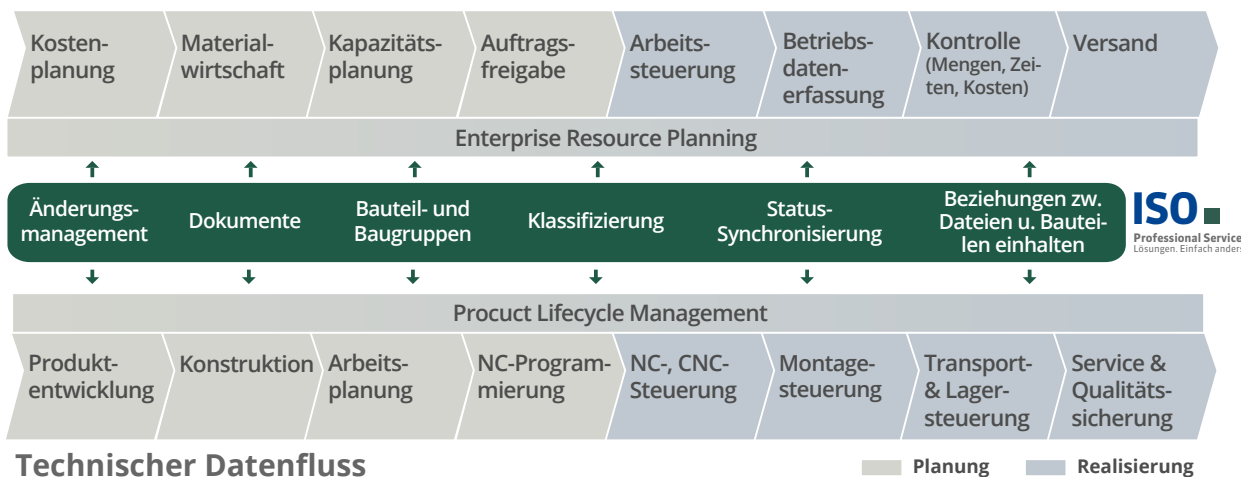 Kosten-
planung
Material-
wirtschaft
Kapazitäts-
planung
Auftrags-
freigabe
Arbeits-
steuerung
Betriebs-
daten-
erfassung
Kontrolle
(Mengen, Zei-
ten, Kosten)
Versand
Enterprise Resource Planning
Änderungs-
management
Dokumente
Bauteil- und
Baugruppen
Klassifizierung
Status-
Synchronisierung
Beziehungen zw.
Dateien u. Bautei-
len einhalten
ISO
Professional Service
Lösungen. Einfach anders
Procuct Lifecycle Management
Produkt-
entwicklung
Konstruktion
Arbeits-
planung
NC-Program-
mierung
NC-, CNC-
Steuerung
Montage-
steuerung
Transport-
& Lager-
steuerung
Service &
Qualitäts-
sicherung
Technischer Datenfluss
Planung
Realisierung